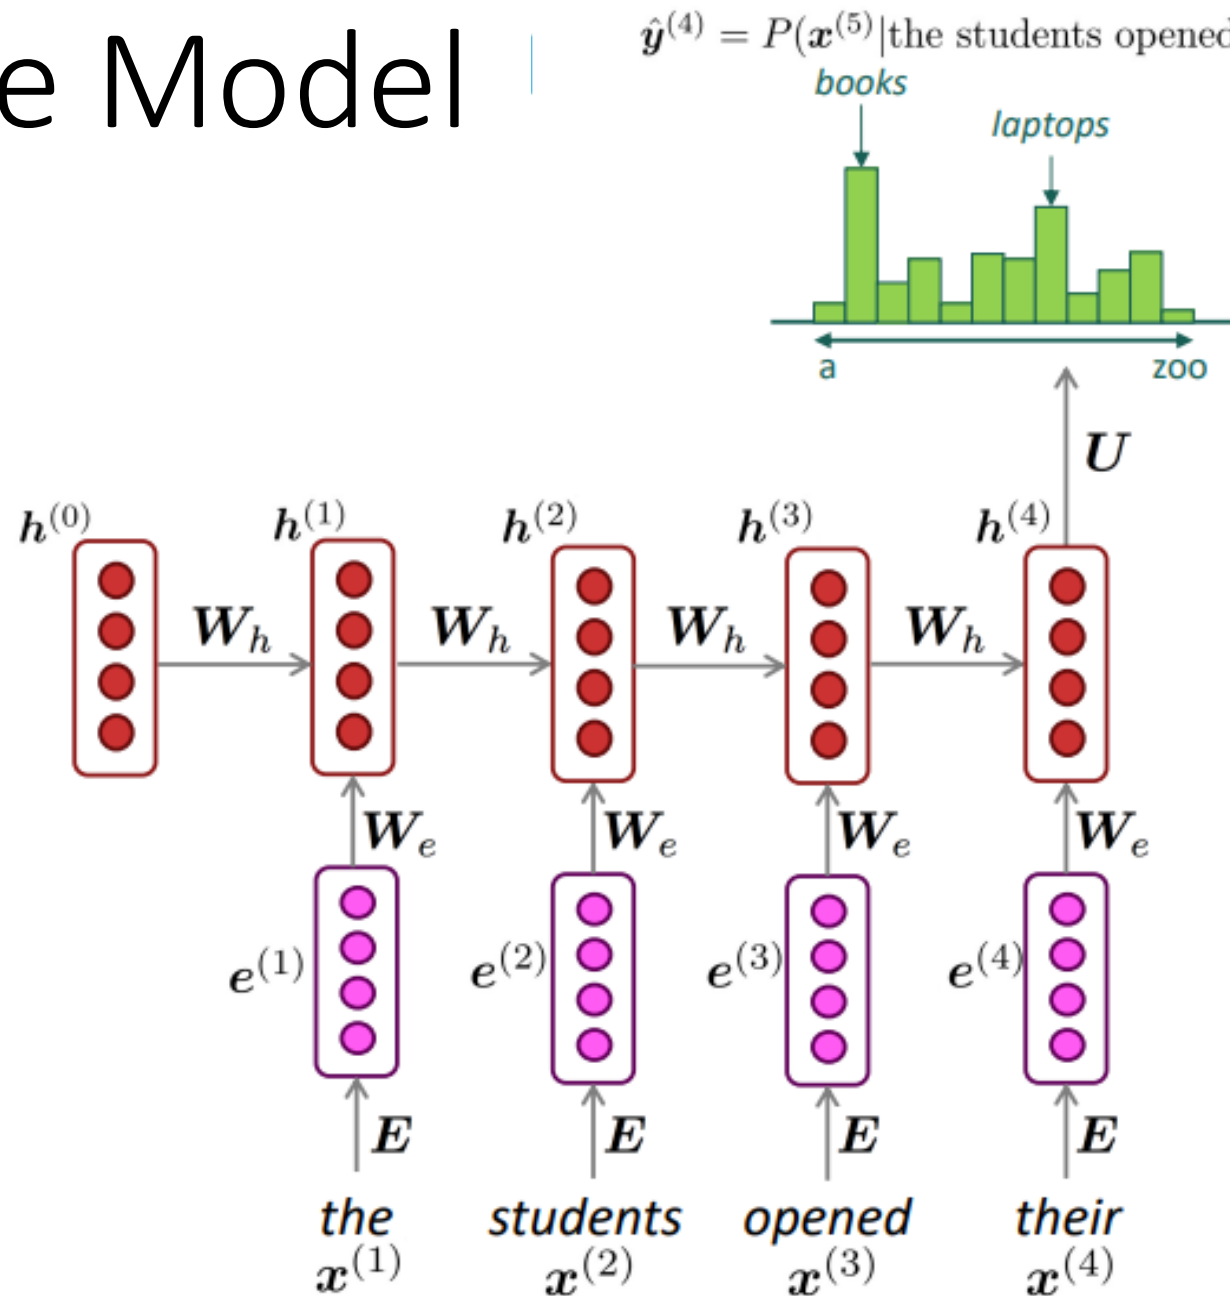 e Model
ŷ⁽⁴⁾ = P(x⁽⁵⁾|the students opened
books
laptops
a zoo
U
h⁽⁰⁾ h⁽¹⁾ h⁽²⁾ h⁽³⁾ h⁽⁴⁾
Wₕ Wₕ Wₕ Wₕ
Wₑ Wₑ Wₑ Wₑ
e⁽¹⁾ e⁽²⁾ e⁽³⁾ e⁽⁴⁾
E E E E
the students opened their
x⁽¹⁾ x⁽²⁾ x⁽³⁾ x⁽⁴⁾